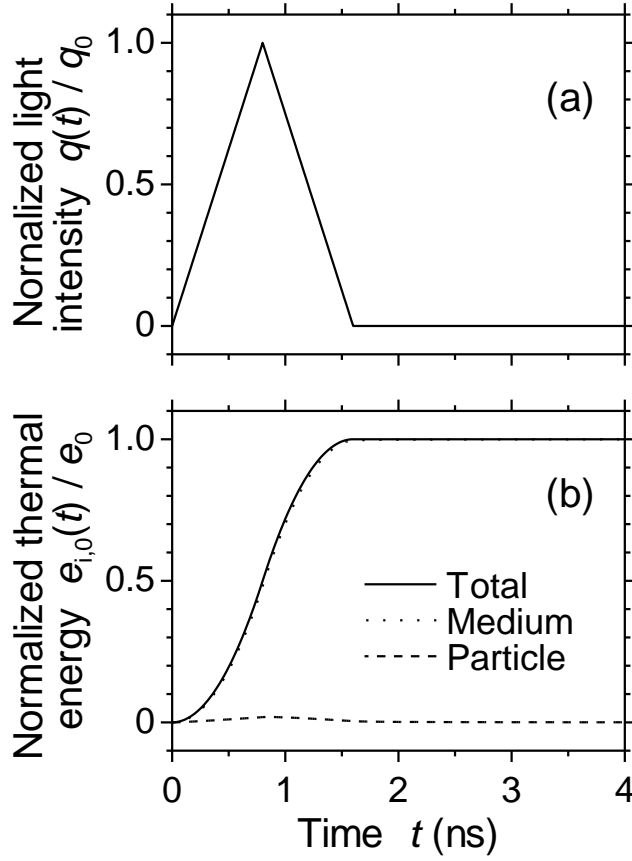 Nornalized light
intensity q(t) / q0
1.0
0.5
0
(a)
Normalized thermal
energy ei,0(t) / e0
1.0
0.5
0
(b)
Total
Medium
Particle
0 1 2 3 4
Time t (ns)